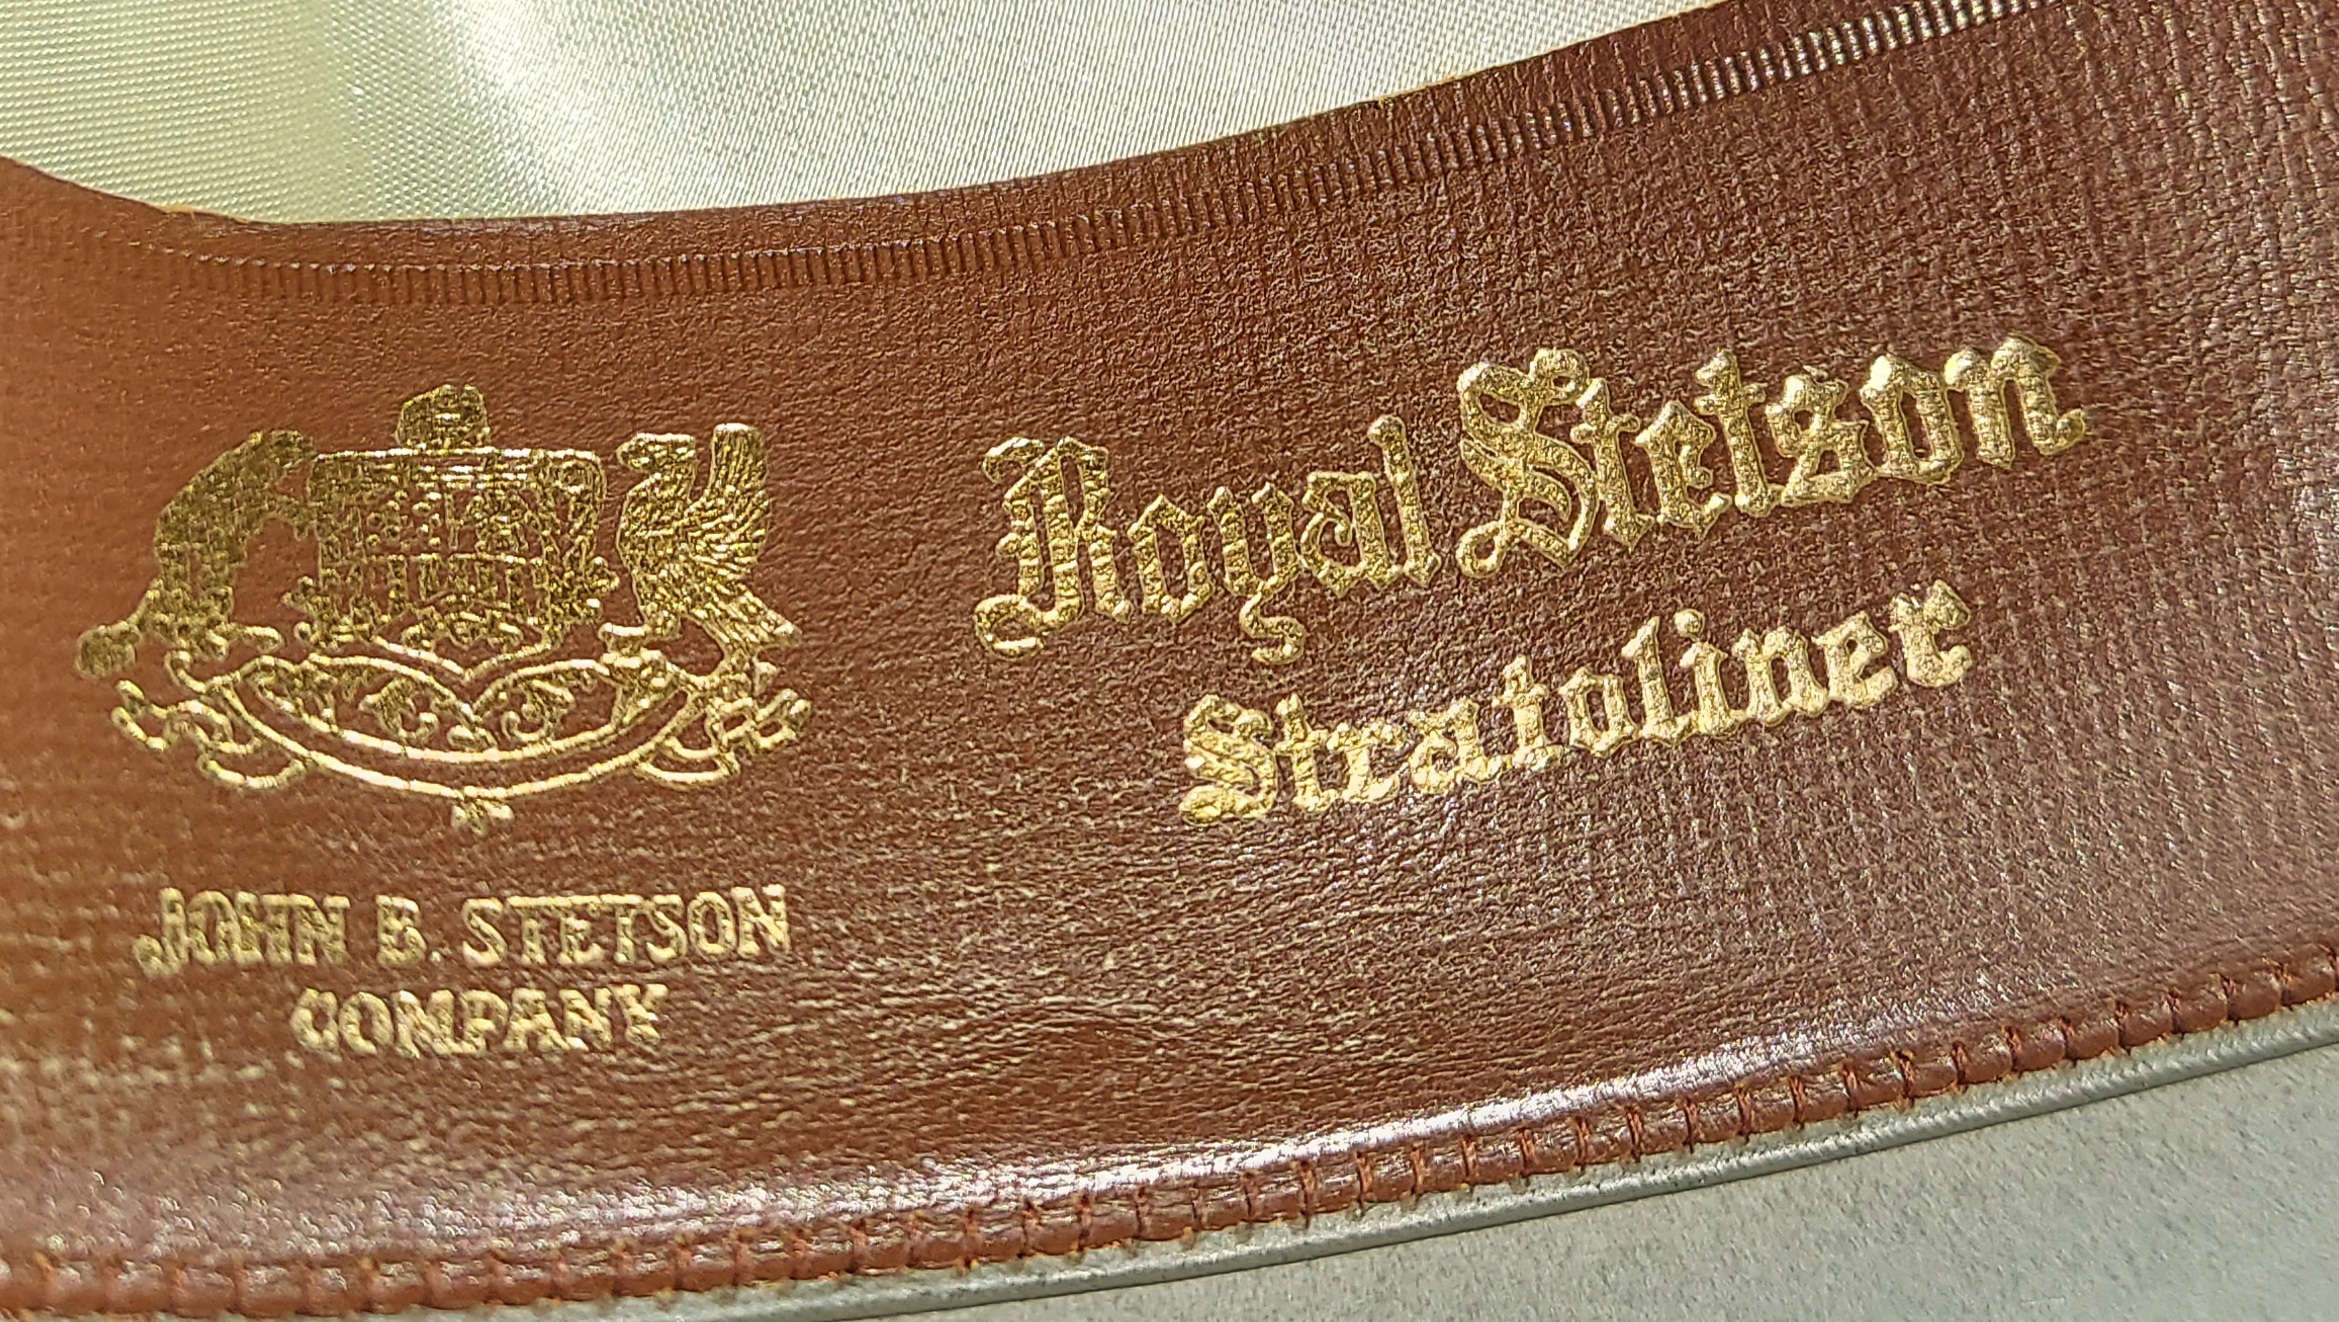 Royal Stetson
Stratoliner
JOHN B. STETSON
COMPANY